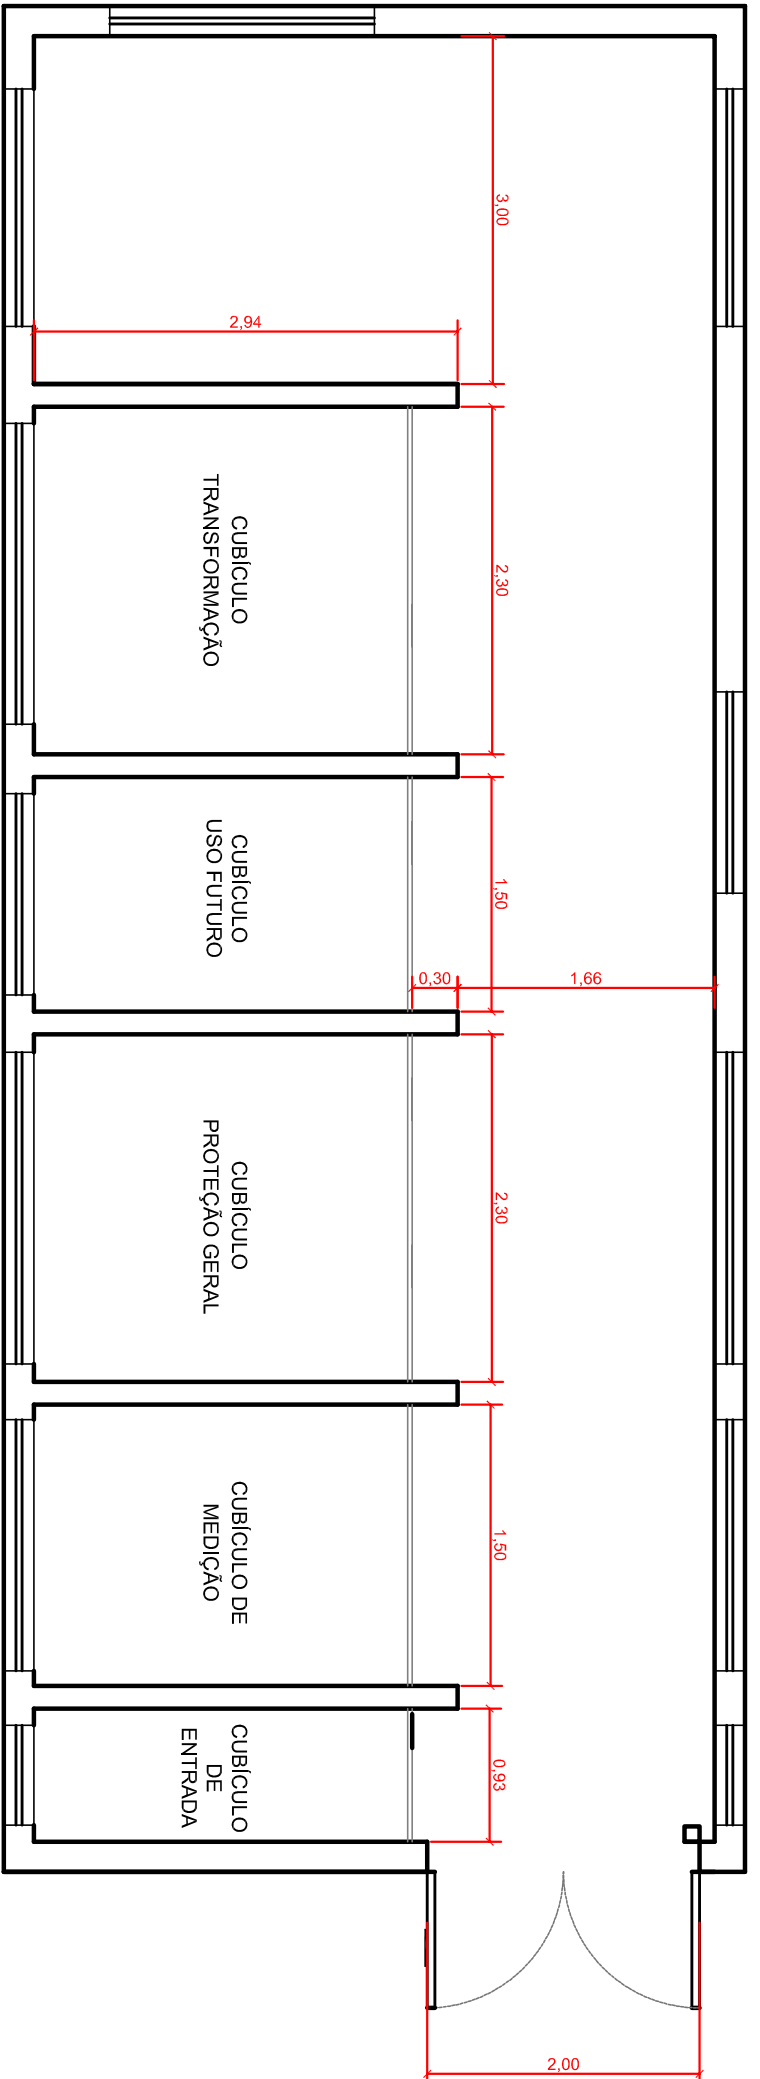 3,00
2,94
CUBÍCULO
TRANSFORMAÇÃO
2,30
CUBÍCULO
USO FUTURO
1,50
0,30
1,66
CUBÍCULO
PROTEÇÃO GERAL
2,30
CUBÍCULO DE
MEDIÇÃO
1,50
CUBÍCULO
DE
ENTRADA
0,93
2,00